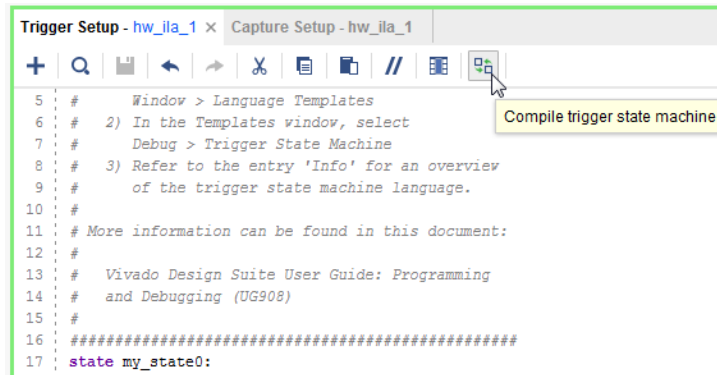 Trigger Setup - hw_ila_1 × Capture Setup - hw_ila_1
Compile trigger state machine
5 # Window > Language Templates
6 # 2) In the Templates window, select
7 # Debug > Trigger State Machine
8 # 3) Refer to the entry 'Info' for an overview
9 # of the trigger state machine language.
10 #
11 # More information can be found in this document:
12 #
13 # Vivado Design Suite User Guide: Programming
14 # and Debugging (UG908)
15 #
16 ##################################################
17 state my_state0: